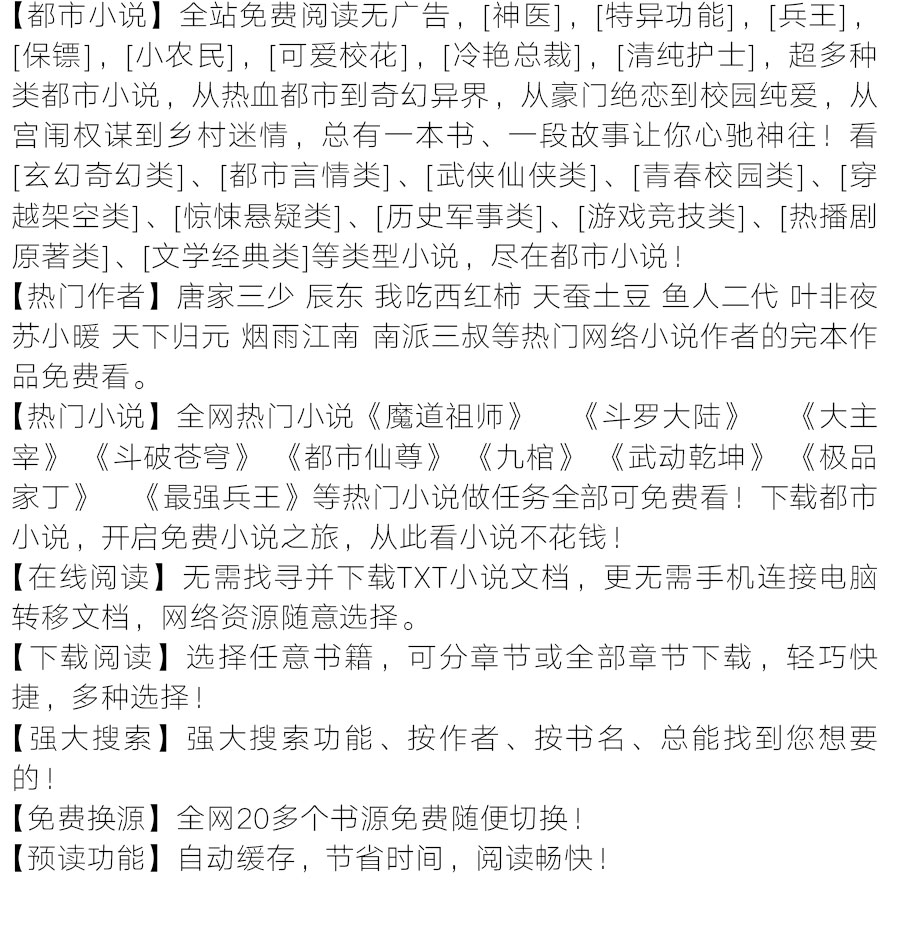 【都市小说】全站免费阅读无广告，[神医]，[特异功能]，[兵王]，
[保镖]，[小农民]，[可爱校花]，[冷艳总裁]，[清纯护士]，超多种
类都市小说，从热血都市到奇幻异界，从豪门绝恋到校园纯爱，从
宫闱权谋到乡村迷情，总有一本书、一段故事让你心驰神往！看
[玄幻奇幻类]、[都市言情类]、[武侠仙侠类]、[青春校园类]、[穿
越架空类]、[惊悚悬疑类]、[历史军事类]、[游戏竞技类]、[热播剧
原著类]、[文学经典类]等类型小说，尽在都市小说！
【热门作者】唐家三少 辰东 我吃西红柿 天蚕土豆 鱼人二代 叶非夜
苏小暖 天下归元 烟雨江南 南派三叔等热门网络小说作者的完本作
品免费看。
【热门小说】全网热门小说《魔道祖师》 《斗罗大陆》 《大主
宰》 《斗破苍穹》 《都市仙尊》 《九棺》 《武动乾坤》 《极品
家丁》 《最强兵王》等热门小说做任务全部可免费看！下载都市
小说，开启免费小说之旅，从此看小说不花钱！
【在线阅读】无需找寻并下载TXT小说文档，更无需手机连接电脑
转移文档，网络资源随意选择。
【下载阅读】选择任意书籍，可分章节或全部章节下载，轻巧快
捷，多种选择！
【强大搜索】强大搜索功能、按作者、按书名、总能找到您想要
的！
【免费换源】全网20多个书源免费随便切换！
【预读功能】自动缓存，节省时间，阅读畅快！